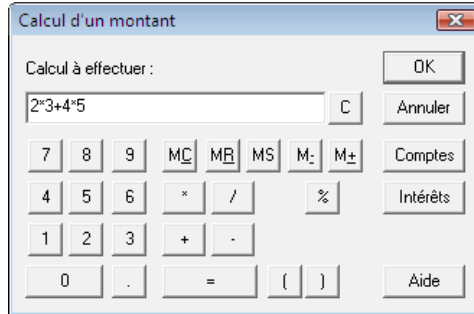 Calcul d'un montant
Calcul à effectuer :
OK
2*3+4*5
C
Annuler
7 8 9 MC MR MS M- M+ Comptes
4 5 6 * / % Intérêts
1 2 3 + -
0 . = ( ) Aide